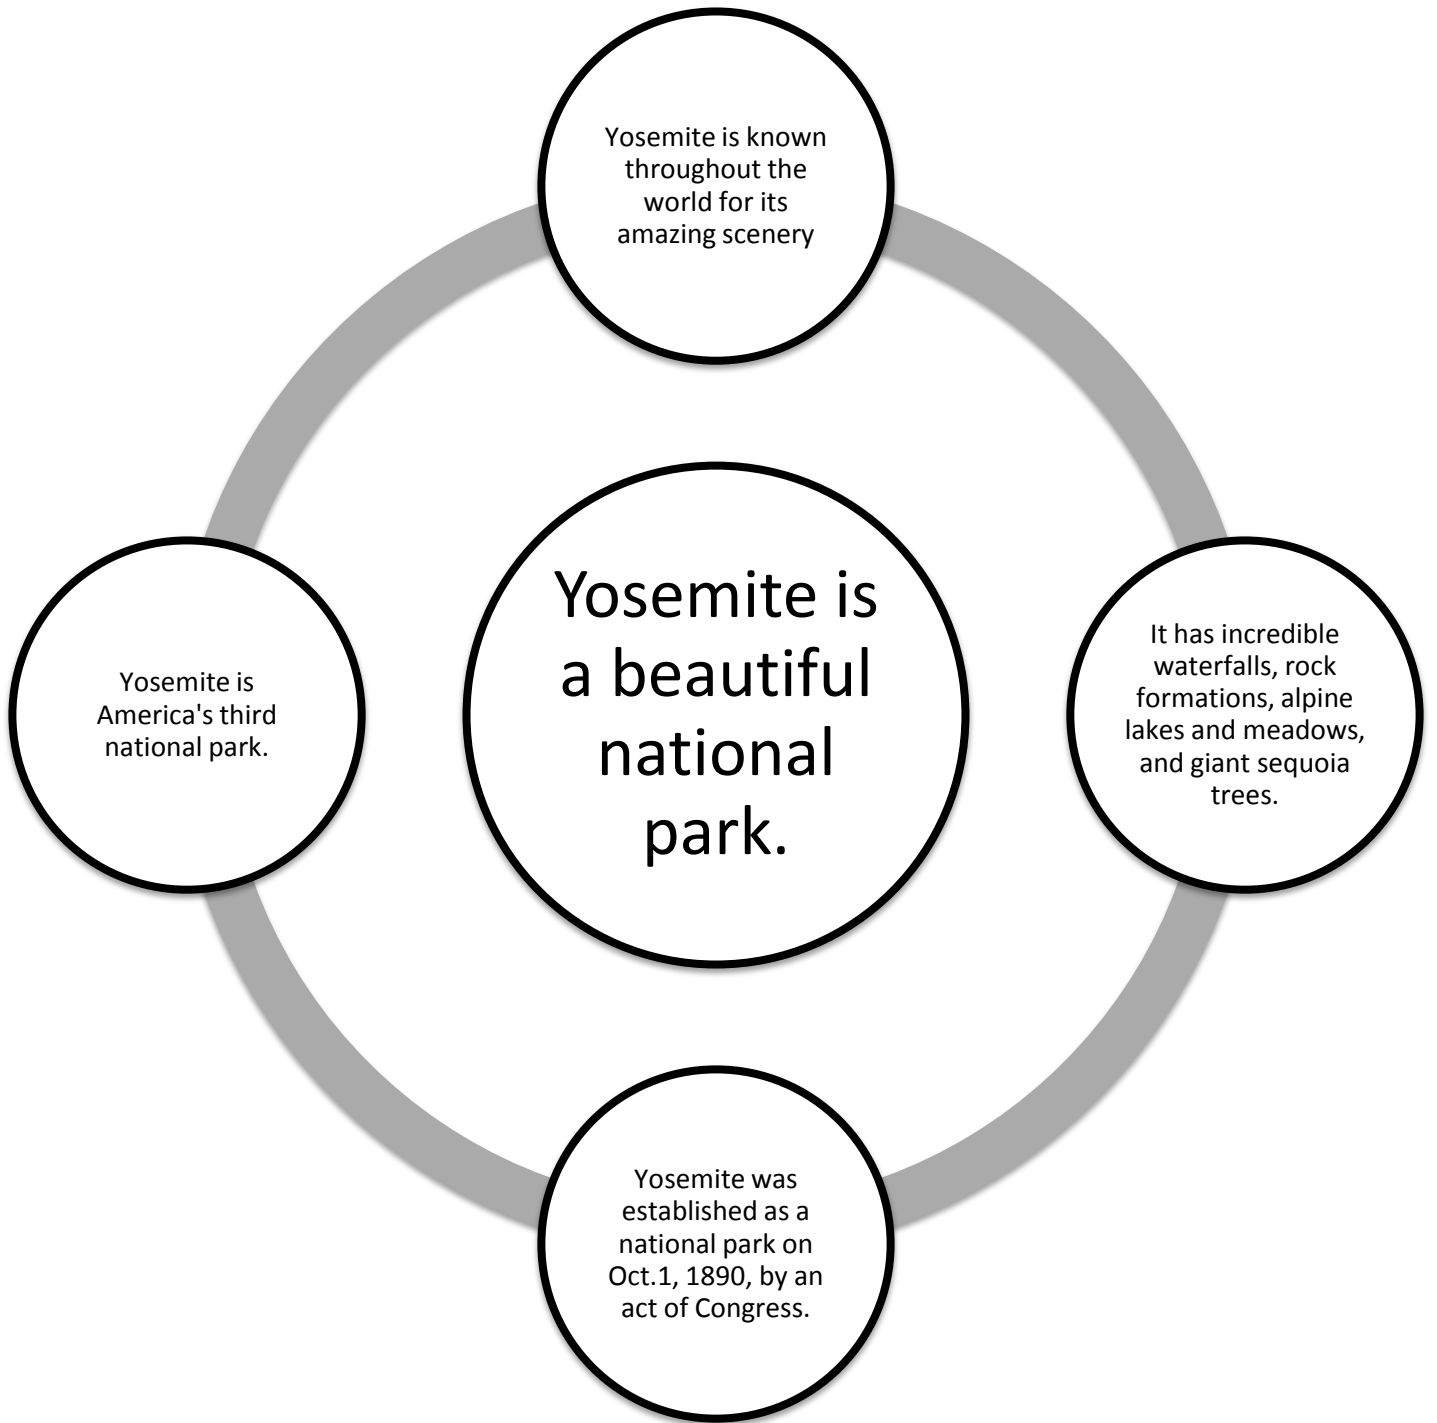 Yosemite is known
throughout the
world for its
amazing scenery
Yosemite is
a beautiful
national
park.
It has incredible
waterfalls, rock
formations, alpine
lakes and meadows,
and giant sequoia
trees.
Yosemite was
established as a
national park on
Oct.1, 1890, by an
act of Congress.
Yosemite is
America's third
national park.